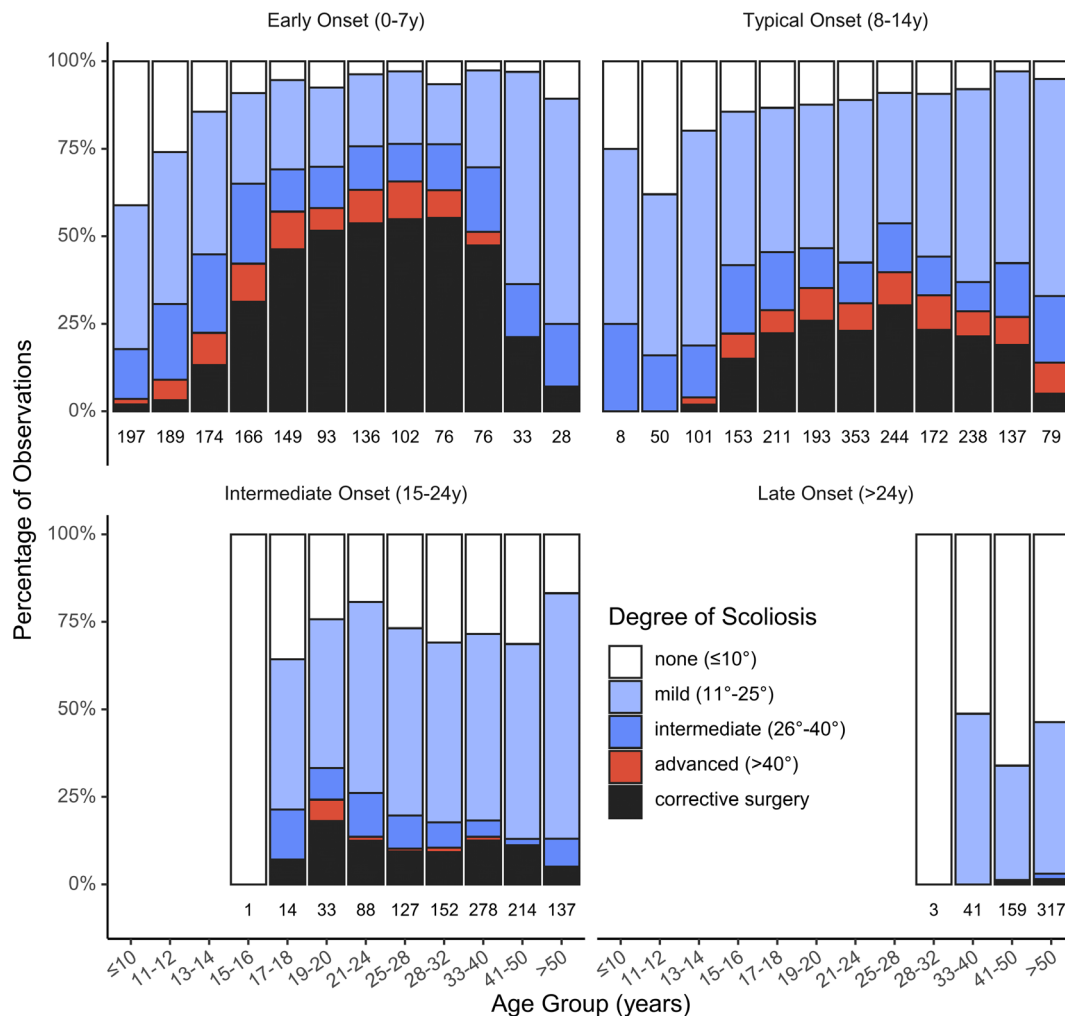 Early Onset (0-7y)
Typical Onset (8-14y)
100%
75%
50%
25%
0%
197 189 174 166 149 93 136 102 76 76 33 28
8 50 101 153 211 193 353 244 172 238 137 79
Percentage of Observations
Intermediate Onset (15-24y)
Late Onset (>24y)
100%
75%
50%
25%
0%
Degree of Scoliosis
none (≤10°)
mild (11°-25°)
intermediate (26°-40°)
advanced (>40°)
corrective surgery
1 14 33 88 127 152 278 214 137
3 41 159 317
≤10 11-12 13-14 15-16 17-18 19-20 21-24 25-28 28-32 33-40 41-50 >50
≤10 11-12 13-14 15-16 17-18 19-20 21-24 25-28 28-32 33-40 41-50 >50
Age Group (years)